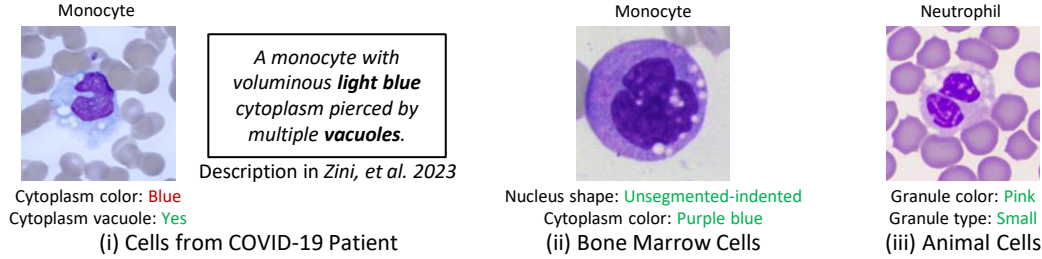 Monocyte
A monocyte with
voluminous light blue
cytoplasm pierced by
multiple vacuoles.
Description in Zini, et al. 2023
Cytoplasm color: Blue
Cytoplasm vacuole: Yes
(i) Cells from COVID-19 Patient
Monocyte
Nucleus shape: Unsegmented-indented
Cytoplasm color: Purple blue
(ii) Bone Marrow Cells
Neutrophil
Granule color: Pink
Granule type: Small
(iii) Animal Cells